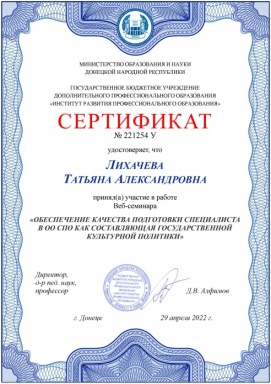 МИНИСТЕРСТВО ОБРАЗОВАНИЯ И НАУКИ
ДОНЕЦКОЙ НАРОДНОЙ РЕСПУБЛИКИ
ГОСУДАРСТВЕННОЕ БЮДЖЕТНОЕ УЧРЕЖДЕНИЕ
ДОПОЛНИТЕЛЬНОГО ПРОФЕССИОНАЛЬНОГО ОБРАЗОВАНИЯ
«ИНСТИТУТ РАЗВИТИЯ ПРОФЕССИОНАЛЬНОГО ОБРАЗОВАНИЯ»
СЕРТИФИКАТ
№ 221254 У
удостоверяет, что
ЛИХАЧЕВА
ТАТЬЯНА АЛЕКСАНДРОВНА
принял(а) участие в работе
Веб-семинара
«ОБЕСПЕЧЕНИЕ КАЧЕСТВА ПОДГОТОВКИ СПЕЦИАЛИСТА
В ОО СПО КАК СОСТАВЛЯЮЩАЯ ГОСУДАРСТВЕННОЙ
КУЛЬТУРНОЙ ПОЛИТИКИ»
Директор,
д-р пед. наук,
профессор
Д.В. Алфимов
г. Донецк
29 апреля 2022 г.